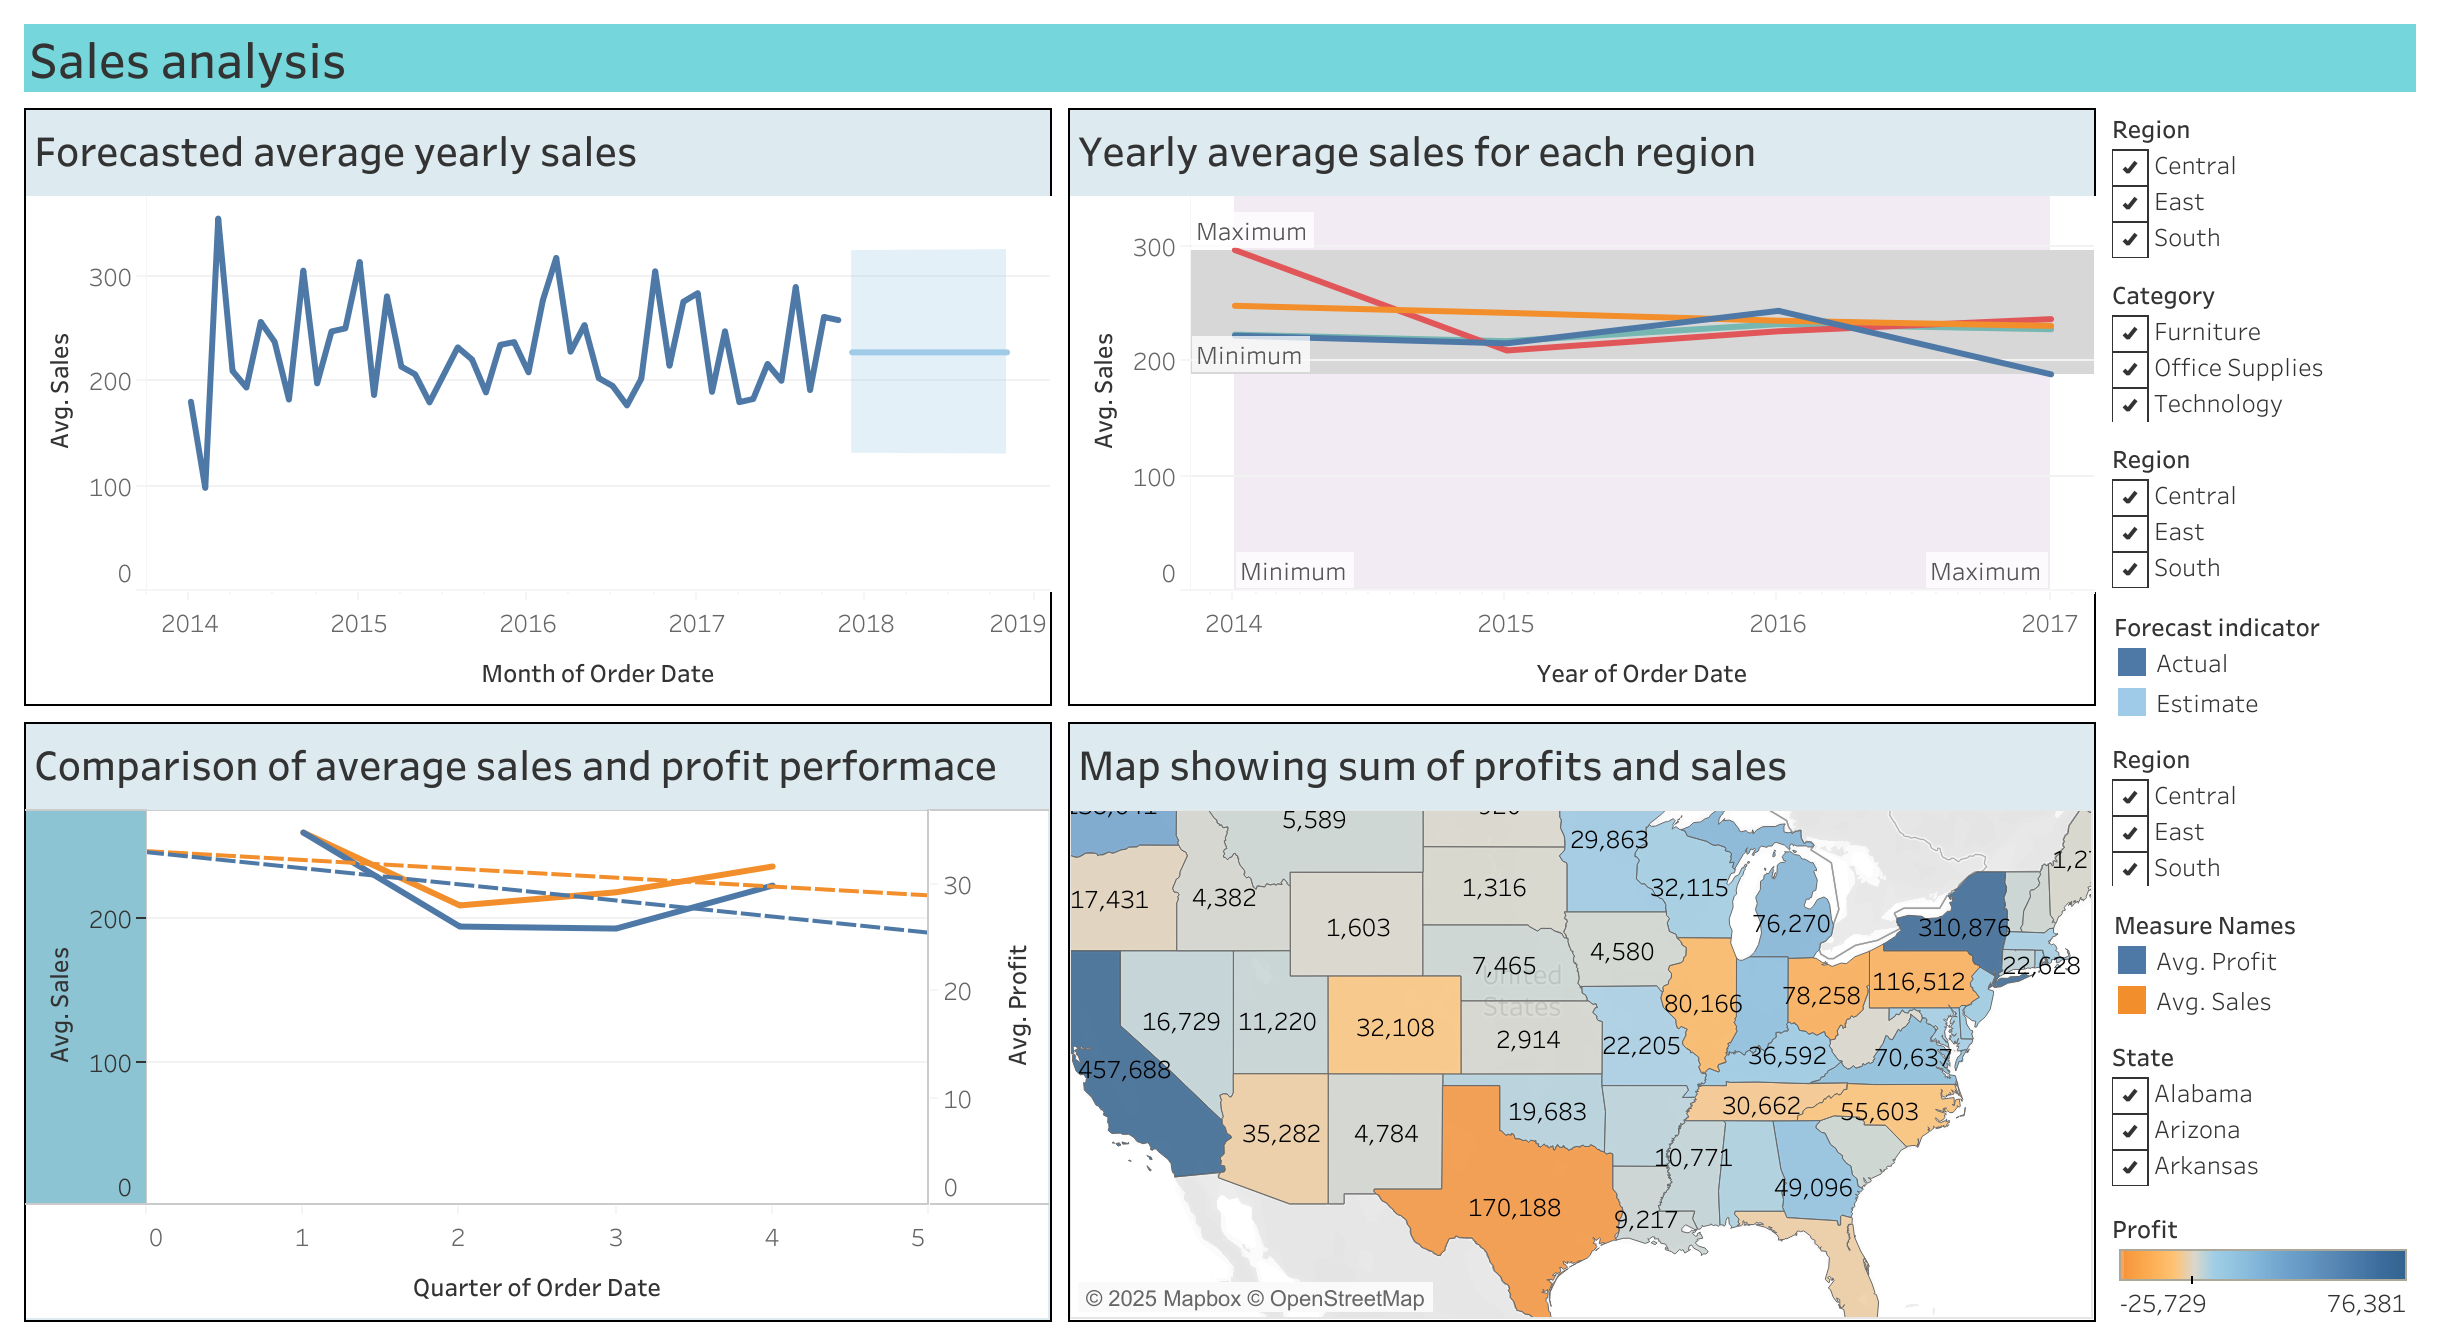 Sales analysis
Forecasted average yearly sales
300
200
100
0
Avg. Sales
2014 2015 2016 2017 2018 2019
Month of Order Date
Yearly average sales for each region
Maximum
300
Minimum
200
100
0
Minimum Maximum
Avg. Sales
2014 2015 2016 2017
Year of Order Date
Comparison of average sales and profit performace
200
100
0
Avg. Sales
30
20
10
0
Avg. Profit
0 1 2 3 4 5
Quarter of Order Date
Map showing sum of profits and sales
5,589
29,863
17,431
4,382
1,316
32,115
76,270
1,603
310,876
7,465
4,580
22,628
United
States
116,512
78,258
80,166
16,729
11,220
32,108
2,914
22,205
36,592
70,637
457,688
30,662
55,603
19,683
35,282
4,784
10,771
49,096
170,188
9,217
© 2025 Mapbox © OpenStreetMap
Region
Central
East
South
Category
Furniture
Office Supplies
Technology
Region
Central
East
South
Forecast indicator
Actual
Estimate
Region
Central
East
South
Measure Names
Avg. Profit
Avg. Sales
State
Alabama
Arizona
Arkansas
Profit
-25,729 76,381